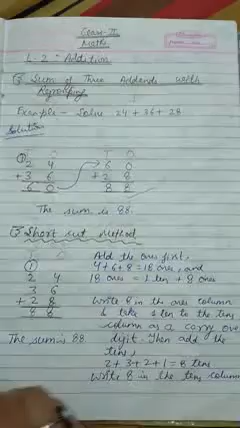 Class-II
Maths
L-2 - Addition
Sum of Three Addends with
Regrouping
Example - Solve 24 + 36 + 28
Solution
T O T O
①
2 4 6 0
+ 3 6 + 2 8
6 0 8 8
The sum is 88.
Short cut method
T O Add the ones first,
① 4+6+8=18 ones, and
2 4 18 ones = 1 ten + 8 ones
3 6
+ 2 8 Write 8 in the ones column
8 8 & take 1 ten to the tens
column as a carry over
The sum is 88 digit. Then add the
tens,
2+3+2+1=8 tens
Write 8 in the tens column